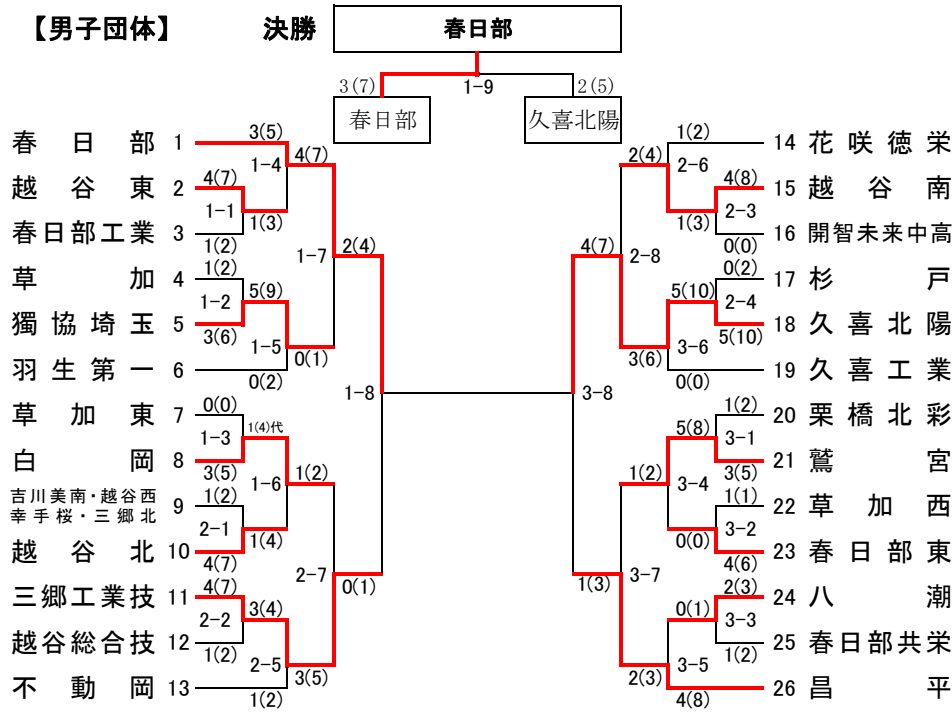 【男子団体】 決勝 春日部
3(7) 1-9 2(5)
春日部 久喜北陽
春日部 1
越谷東 2
春日部工業 3
草加 4
獨協埼玉 5
羽生第一 6
草加東 7
白岡 8
吉川美南・越谷西
幸手桜・三郷北 9
越谷北 10
三郷工業技 11
越谷総合技 12
不動岡 13
3(5)
1-4
4(7)
4(7)
1-1
1(3)
1(2)
1-7
2(4)
1(2)
1-2
5(9)
3(6)
1-5
0(1)
0(2)
1-8
0(0)
1-3
1(4)代
3(5)
1-6
1(2)
1(2)
2-1
1(4)
4(7)
2-7
0(1)
4(7)
2-2
3(4)
1(2)
2-5
3(5)
1(2)
14 花咲徳栄
15 越谷南
16 開智未来中高
17 杉戸
18 久喜北陽
19 久喜工業
20 栗橋北彩
21 鷲宮
22 草加西
23 春日部東
24 八潮
25 春日部共栄
26 昌平
1(2)
2(4)
2-6
4(8)
2-3
1(3)
0(0)
4(7)
2-8
0(2)
5(10)
2-4
5(10)
3-6
3(6)
0(0)
3-8
1(2)
5(8)
3-1
3(5)
1(2)
3-4
1(1)
3-2
0(0)
4(6)
1(3)
3-7
2(3)
0(1)
3-3
1(2)
3-5
2(3)
4(8)